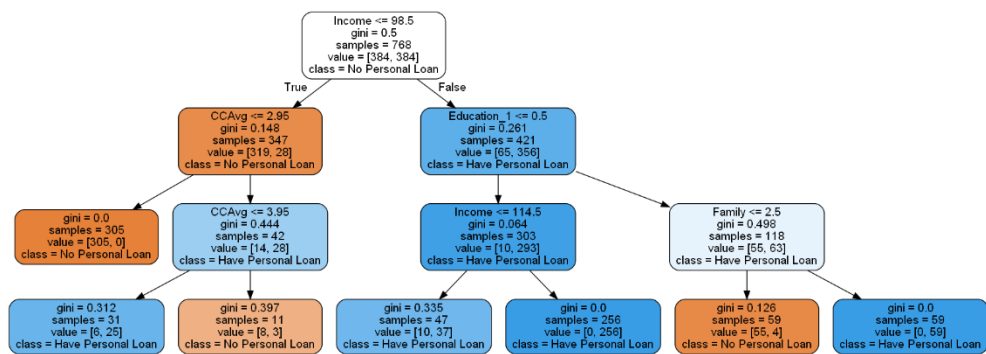 Income <= 98.5
gini = 0.5
samples = 768
value = [384, 384]
class = No Personal Loan
True
False
CCAvg <= 2.95
gini = 0.148
samples = 347
value = [319, 28]
class = No Personal Loan
Education_1 <= 0.5
gini = 0.261
samples = 421
value = [65, 356]
class = Have Personal Loan
gini = 0.0
samples = 305
value = [305, 0]
class = No Personal Loan
CCAvg <= 3.95
gini = 0.444
samples = 42
value = [14, 28]
class = Have Personal Loan
Income <= 114.5
gini = 0.064
samples = 303
value = [10, 293]
class = Have Personal Loan
Family <= 2.5
gini = 0.498
samples = 118
value = [55, 63]
class = Have Personal Loan
gini = 0.312
samples = 31
value = [6, 25]
class = Have Personal Loan
gini = 0.397
samples = 11
value = [8, 3]
class = No Personal Loan
gini = 0.335
samples = 47
value = [10, 37]
class = Have Personal Loan
gini = 0.0
samples = 256
value = [0, 256]
class = Have Personal Loan
gini = 0.126
samples = 59
value = [55, 4]
class = No Personal Loan
gini = 0.0
samples = 59
value = [0, 59]
class = Have Personal Loan